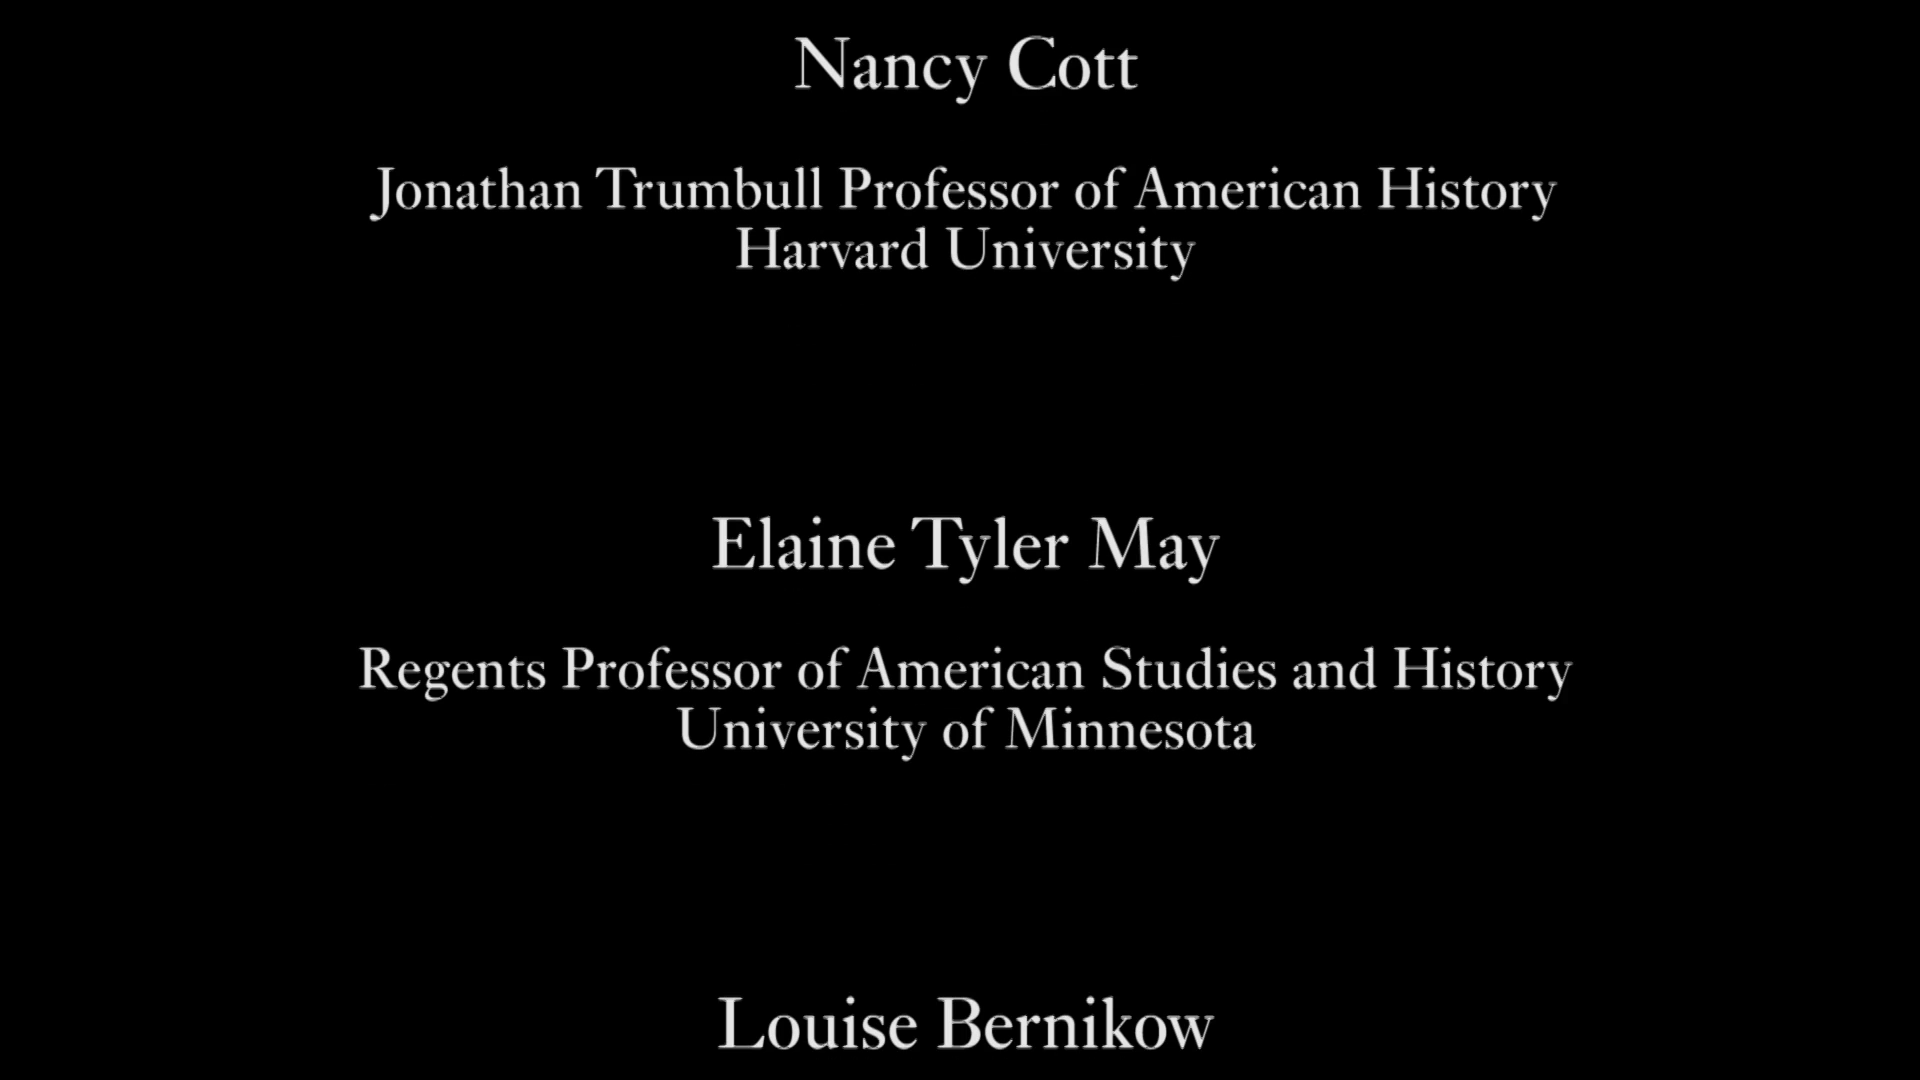 Nancy Cott
Jonathan Trumbull Professor of American History
Harvard University
Elaine Tyler May
Regents Professor of American Studies and History
University of Minnesota
Louise Bernikow